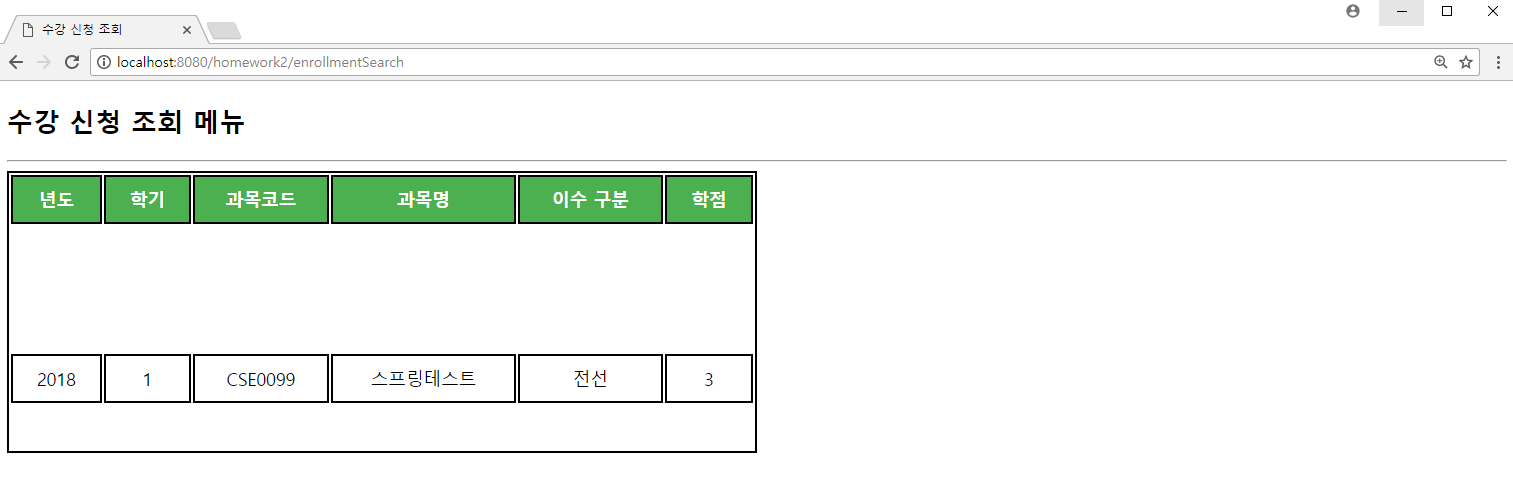 수강 신청 조회
localhost:8080/homework2/enrollmentSearch
수강 신청 조회 메뉴
년도 학기 과목코드 과목명 이수 구분 학점
2018 1 CSE0099 스프링테스트 전선 3